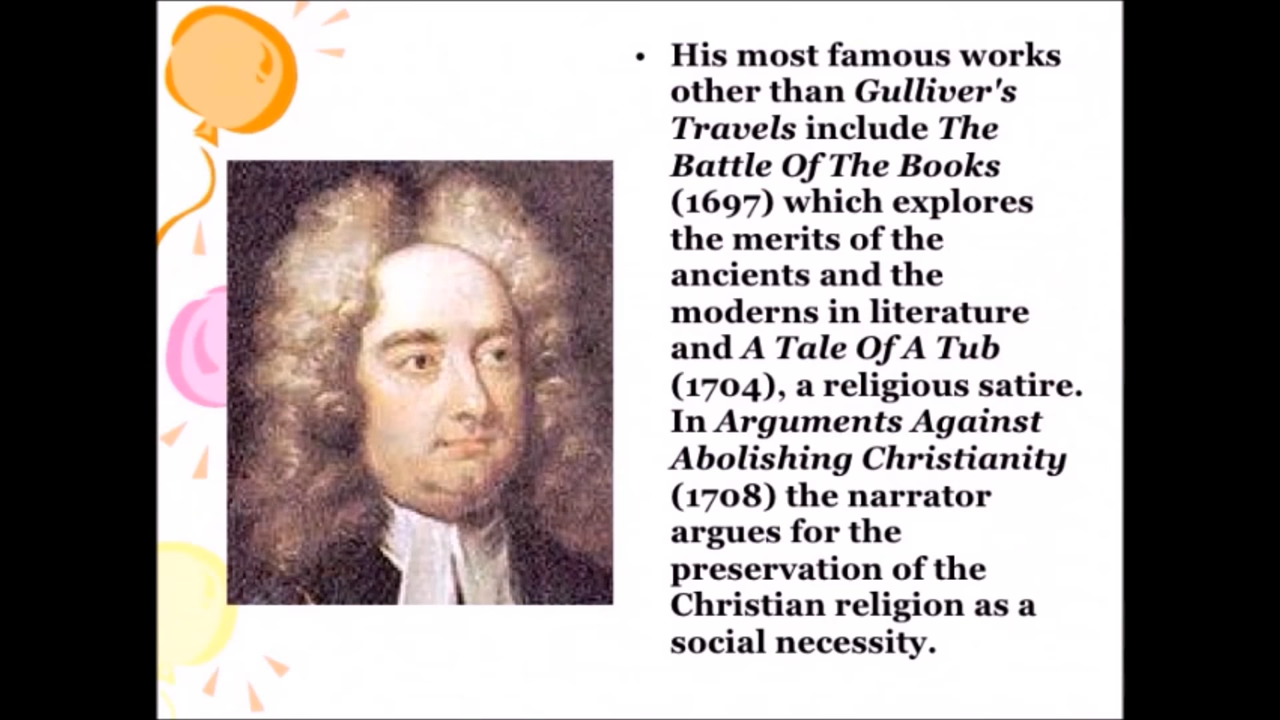 • His most famous works
other than Gulliver's
Travels include The
Battle Of The Books
(1697) which explores
the merits of the
ancients and the
moderns in literature
and A Tale Of A Tub
(1704), a religious satire.
In Arguments Against
Abolishing Christianity
(1708) the narrator
argues for the
preservation of the
Christian religion as a
social necessity.